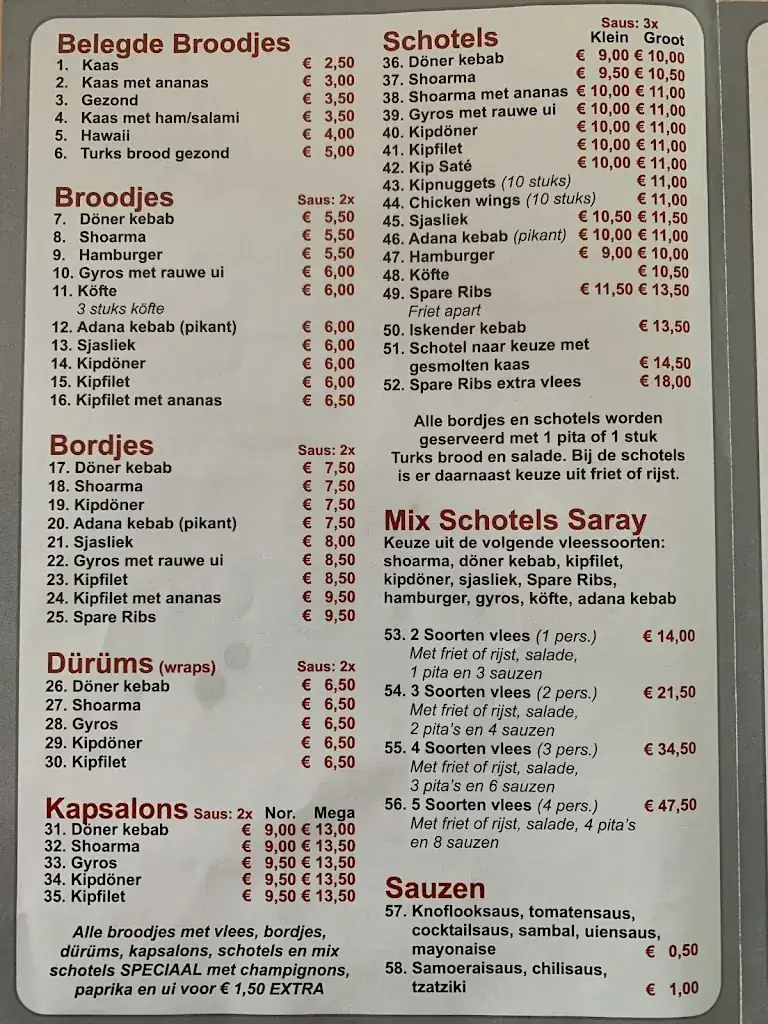 Belegde Broodjes
1. Kaas € 2,50
2. Kaas met ananas € 3,00
3. Gezond € 3,50
4. Kaas met ham/salami € 3,50
5. Hawaii € 4,00
6. Turks brood gezond € 5,00
Broodjes Saus: 2x
7. Döner kebab € 5,50
8. Shoarma € 5,50
9. Hamburger € 5,50
10. Gyros met rauwe ui € 6,00
11. Köfte € 6,00
3 stuks köfte
12. Adana kebab (pikant) € 6,00
13. Sjasliek € 6,00
14. Kipdöner € 6,00
15. Kipfilet € 6,00
16. Kipfilet met ananas € 6,50
Bordjes Saus: 2x
17. Döner kebab € 7,50
18. Shoarma € 7,50
19. Kipdöner € 7,50
20. Adana kebab (pikant) € 7,50
21. Sjasliek € 8,00
22. Gyros met rauwe ui € 8,50
23. Kipfilet € 8,50
24. Kipfilet met ananas € 9,50
25. Spare Ribs € 9,50
Dürüms (wraps) Saus: 2x
26. Döner kebab € 6,50
27. Shoarma € 6,50
28. Gyros € 6,50
29. Kipdöner € 6,50
30. Kipfilet € 6,50
Kapsalons Saus: 2x Nor. Mega
31. Döner kebab € 9,00 € 13,00
32. Shoarma € 9,00 € 13,50
33. Gyros € 9,50 € 13,50
34. Kipdöner € 9,50 € 13,50
35. Kipfilet € 9,50 € 13,50
Alle broodjes met vlees, bordjes,
dürüms, kapsalons, schotels en mix
schotels SPECIAAL met champignons,
paprika en ui voor € 1,50 EXTRA
Saus: 3x
Schotels Klein Groot
36. Döner kebab € 9,00 € 10,00
37. Shoarma € 9,50 € 10,50
38. Shoarma met ananas € 10,00 € 11,00
39. Gyros met rauwe ui € 10,00 € 11,00
40. Kipdöner € 10,00 € 11,00
41. Kipfilet € 10,00 € 11,00
42. Kip Saté € 10,00 € 11,00
43. Kipnuggets (10 stuks) € 11,00
44. Chicken wings (10 stuks) € 11,00
45. Sjasliek € 10,50 € 11,50
46. Adana kebab (pikant) € 10,00 € 11,00
47. Hamburger € 9,00 € 10,00
48. Köfte € 10,50
49. Spare Ribs € 11,50 € 13,50
Friet apart
50. Iskender kebab € 13,50
51. Schotel naar keuze met
gesmolten kaas € 14,50
52. Spare Ribs extra vlees € 18,00
Alle bordjes en schotels worden
geserveerd met 1 pita of 1 stuk
Turks brood en salade. Bij de schotels
is er daarnaast keuze uit friet of rijst.
Mix Schotels Saray
Keuze uit de volgende vleessoorten:
shoarma, döner kebab, kipfilet,
kipdöner, sjasliek, Spare Ribs,
hamburger, gyros, köfte, adana kebab
53. 2 Soorten vlees (1 pers.) € 14,00
Met friet of rijst, salade,
1 pita en 3 sauzen
54. 3 Soorten vlees (2 pers.) € 21,50
Met friet of rijst, salade,
2 pita's en 4 sauzen
55. 4 Soorten vlees (3 pers.) € 34,50
Met friet of rijst, salade,
3 pita's en 6 sauzen
56. 5 Soorten vlees (4 pers.) € 47,50
Met friet of rijst, salade, 4 pita's
en 8 sauzen
Sauzen
57. Knoflooksaus, tomatensaus,
cocktailsaus, sambal, uiensaus,
mayonaise € 0,50
58. Samoeraisaus, chilisaus,
tzatziki € 1,00